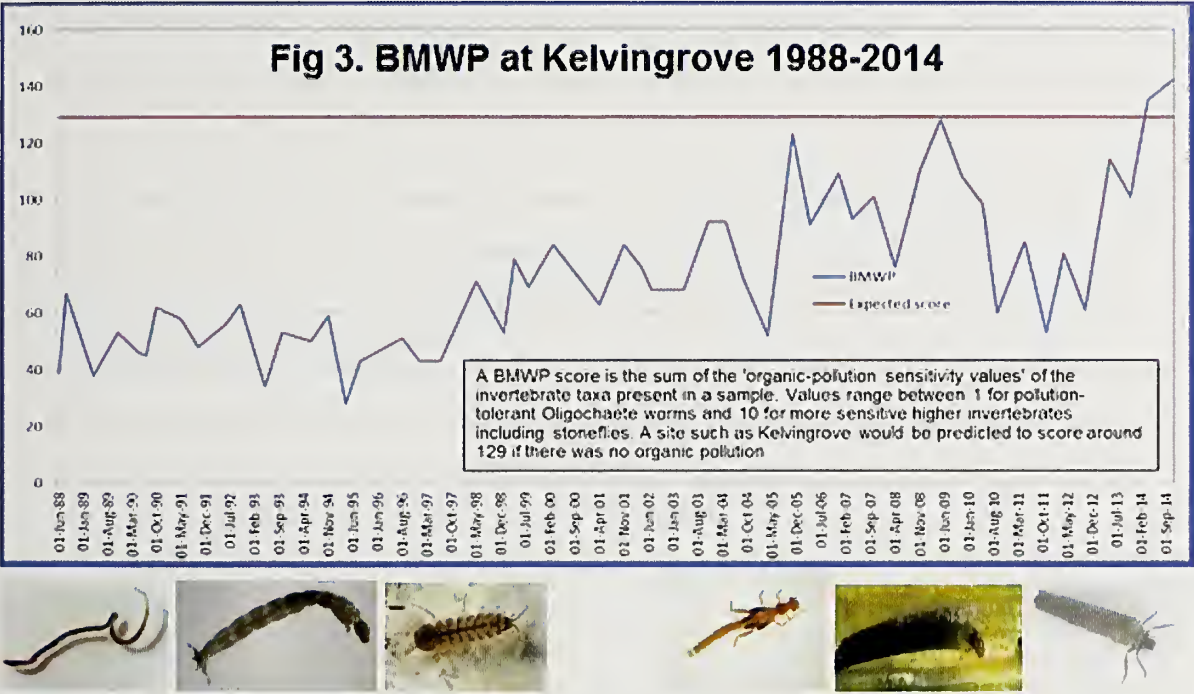 160
Fig 3. BMWP at Kelvingrove 1988-2014
140
120
100
80
60
40
20
0
BMWP
Expected score
A BMWP score is the sum of the 'organic-pollution sensitivity values' of the
invertebrate taxa present in a sample. Values range between 1 for pollution-
tolerant Oligochaete worms and 10 for more sensitive higher invertebrates
including stoneflies. A site such as Kelvingrove would be predicted to score around
129 if there was no organic pollution
01-Jun-88
01-Jan-89
01-Aug-89
01-Mar-90
01-Oct-90
01-May-91
01-Dec-91
01-Jul-92
01-Feb-93
01-Sep-93
01-Apr-94
01-Nov-94
01-Jun-95
01-Jan-96
01-Aug-96
01-Mar-97
01-Oct-97
01-May-98
01-Dec-98
01-Jul-99
01-Feb-00
01-Sep-00
01-Apr-01
01-Nov-01
01-Jun-02
01-Jan-03
01-Aug-03
01-Mar-04
01-Oct-04
01-May-05
01-Dec-05
01-Jul-06
01-Feb-07
01-Sep-07
01-Apr-08
01-Nov-08
01-Jun-09
01-Jan-10
01-Aug-10
01-Mar-11
01-Oct-11
01-May-12
01-Dec-12
01-Jul-13
01-Feb-14
01-Sep-14